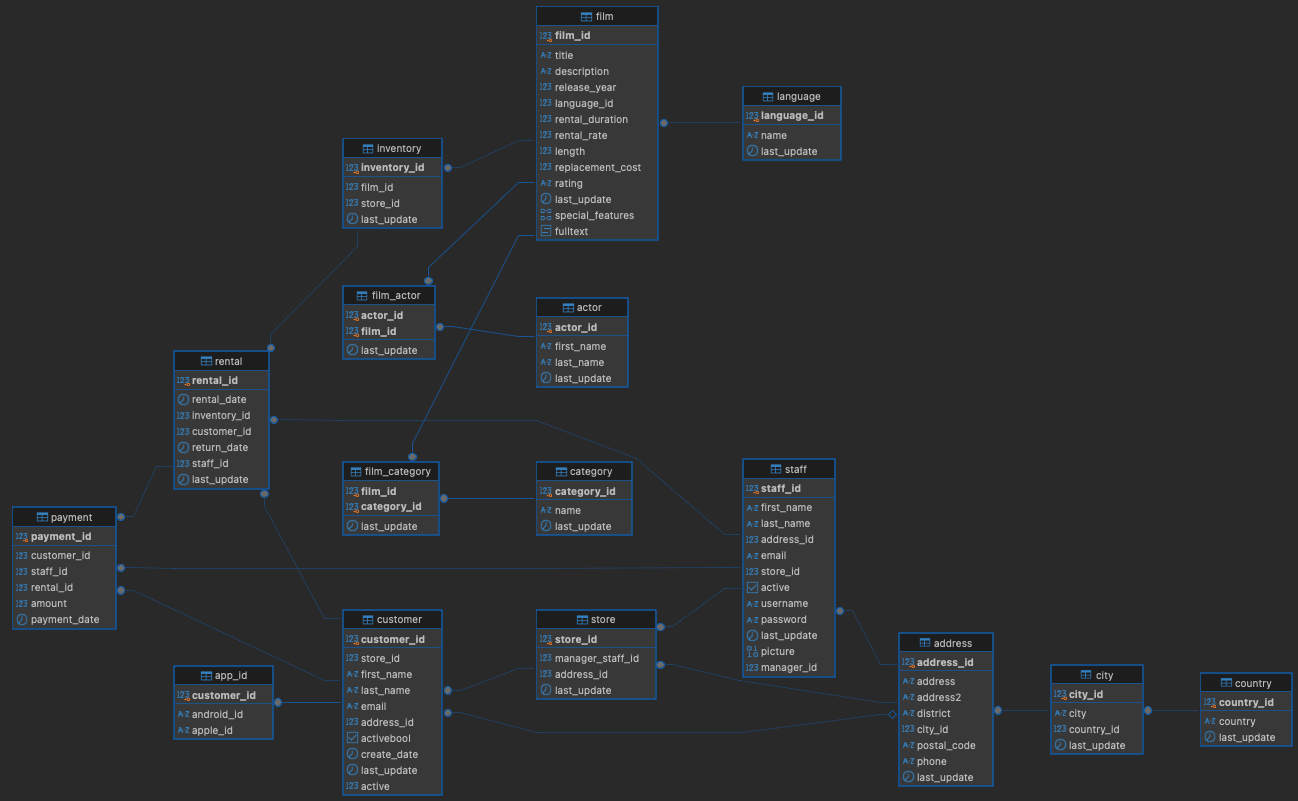 film
film_id
title
description
release_year
language_id
rental_duration
rental_rate
length
replacement_cost
rating
last_update
special_features
fulltext
language
language_id
name
last_update
inventory
inventory_id
film_id
store_id
last_update
film_actor
actor_id
film_id
last_update
actor
actor_id
first_name
last_name
last_update
rental
rental_id
rental_date
inventory_id
customer_id
return_date
staff_id
last_update
film_category
film_id
category_id
last_update
category
category_id
name
last_update
staff
staff_id
first_name
last_name
address_id
email
store_id
active
username
password
last_update
picture
manager_id
payment
payment_id
customer_id
staff_id
rental_id
amount
payment_date
customer
customer_id
store_id
first_name
last_name
email
address_id
activebool
create_date
last_update
active
store
store_id
manager_staff_id
address_id
last_update
app_id
customer_id
android_id
apple_id
address
address_id
address
address2
district
city_id
postal_code
phone
last_update
city
city_id
city
country_id
last_update
country
country_id
country
last_update